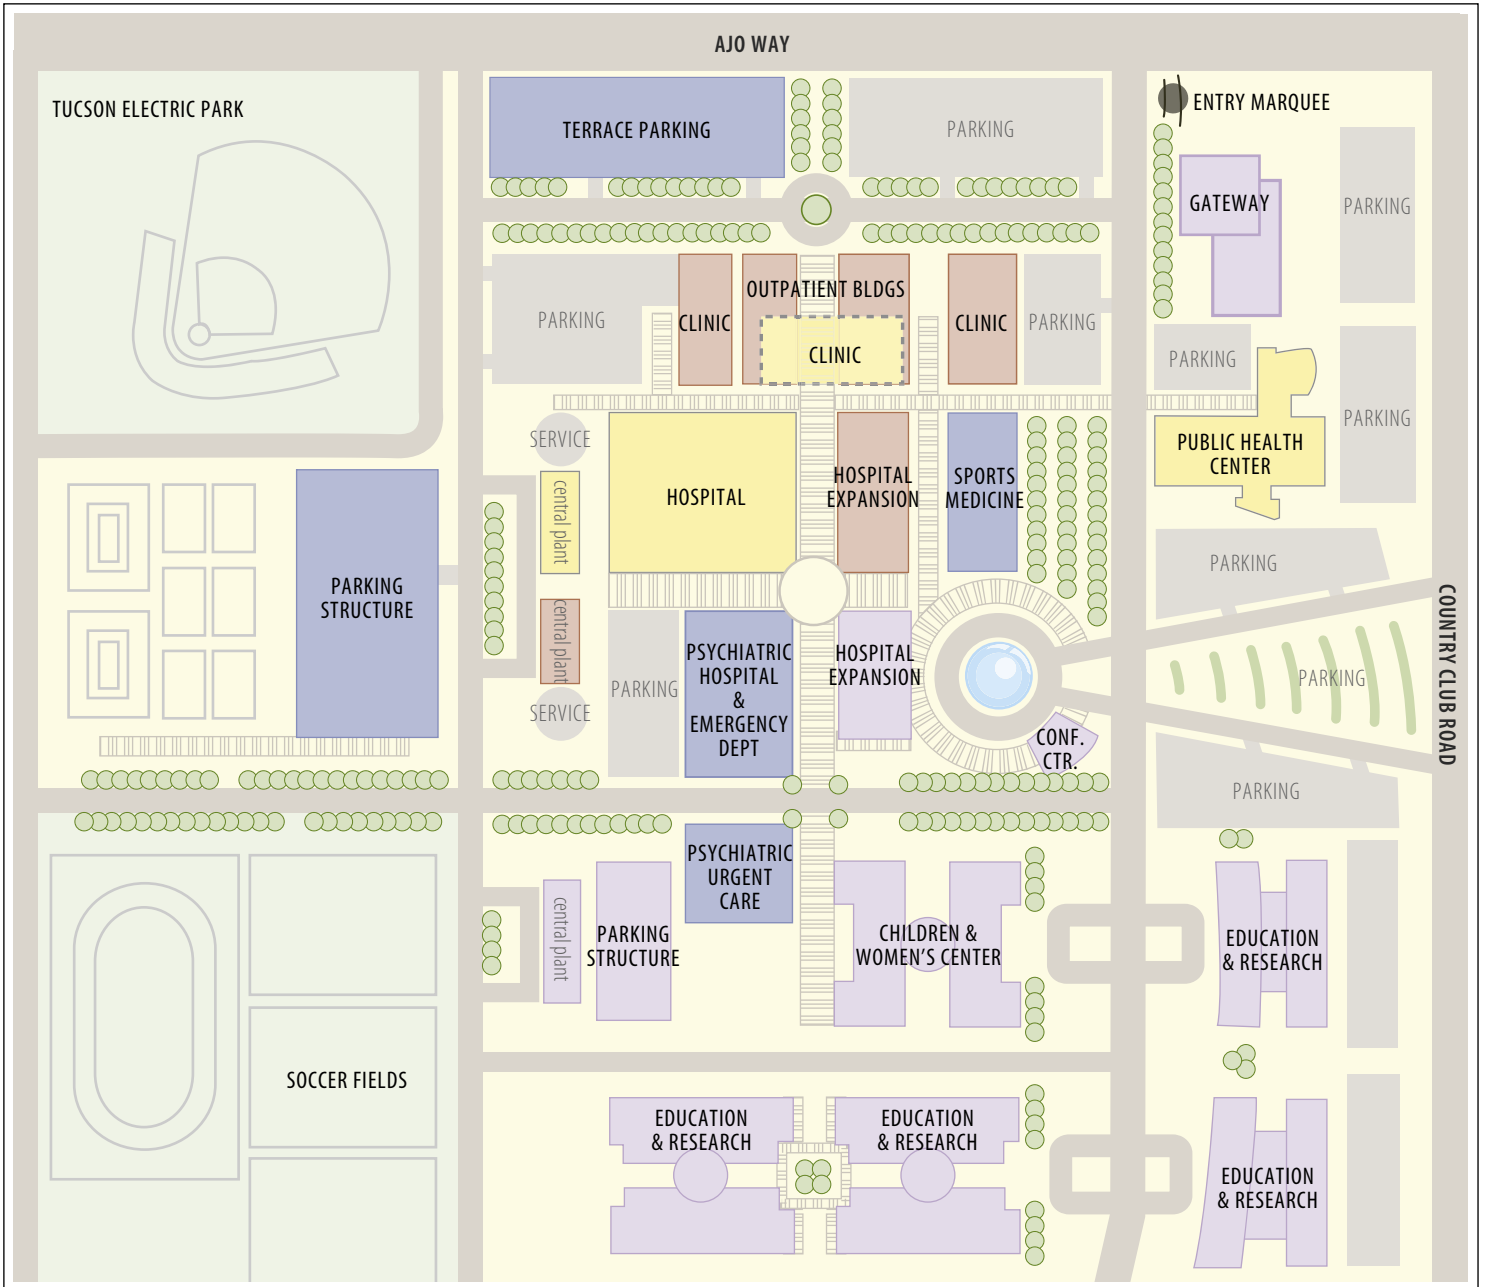 AJO WAY
TUCSON ELECTRIC PARK
TERRACE PARKING
PARKING
ENTRY MARQUEE
GATEWAY
PARKING
PARKING
CLINIC
OUTPATIENT BLDGS
CLINIC
CLINIC
PARKING
PARKING
PARKING
SERVICE
HOSPITAL
HOSPITAL
EXPANSION
SPORTS
MEDICINE
PUBLIC HEALTH
CENTER
central plant
PARKING
STRUCTURE
PARKING
COUNTRY CLUB ROAD
central plant
PARKING
PSYCHIATRIC
HOSPITAL
&
EMERGENCY
DEPT
HOSPITAL
EXPANSION
PARKING
SERVICE
CONF.
CTR.
PARKING
PSYCHIATRIC
URGENT
CARE
central plant
PARKING
STRUCTURE
CHILDREN &
WOMEN'S CENTER
EDUCATION
& RESEARCH
SOCCER FIELDS
EDUCATION
& RESEARCH
EDUCATION
& RESEARCH
EDUCATION
& RESEARCH